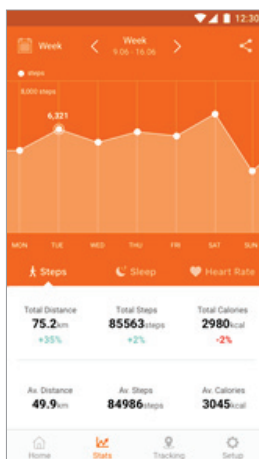 12:30
Week
Week
9.06 - 16.06
steps
8,000 steps
6,321
MON TUE WED THU FRI SAT SUN
Steps Sleep Heart Rate
Total Distance Total Steps Total Calories
75.2km 85563steps 2980kcal
+35% +2% -2%
Av. Distance Av. Steps Av. Calories
49.9km 84986steps 3045kcal
Home Stats Tracking Setup